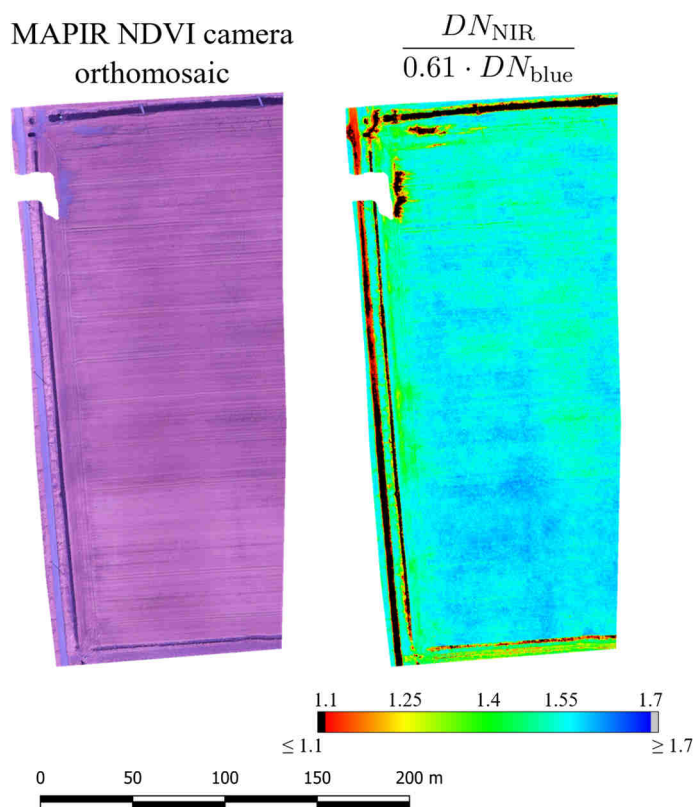 MAPIR NDVI camera
orthomosaic
DN_NIR
0.61 · DN_blue
1.1 1.25 1.4 1.55 1.7
≤ 1.1 ≥ 1.7
0 50 100 150 200 m